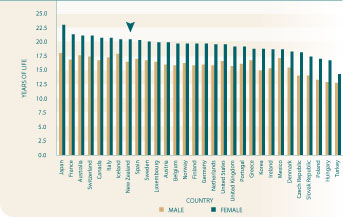 25.0
22.5
20.0
17.5
15.0
12.5
10.0
7.5
5.0
2.5
0.0
YEARS OF LIFE
Japan
France
Australia
Switzerland
Canada
Italy
Iceland
New Zealand
Spain
Sweden
Luxembourg
Austria
Belgium
Norway
Finland
Germany
Netherlands
United States
United Kingdom
Portugal
Greece
Korea
Ireland
Mexico
Denmark
Czech Republic
Slovak Republic
Poland
Hungary
Turkey
COUNTRY
MALE FEMALE